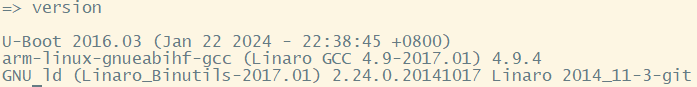 => version
U-Boot 2016.03 (Jan 22 2024 - 22:38:45 +0800)
arm-linux-gnueabihf-gcc (Linaro GCC 4.9-2017.01) 4.9.4
GNU ld (Linaro_Binutils-2017.01) 2.24.0.20141017 Linaro 2014_11-3-git